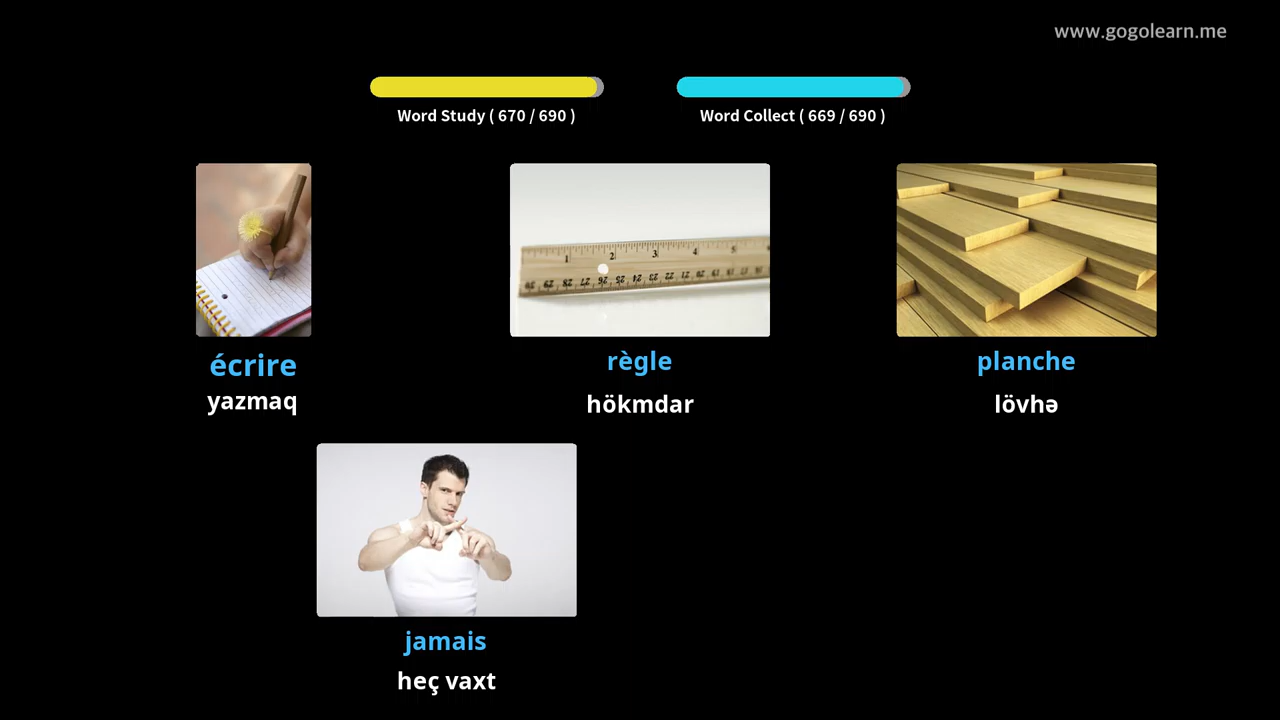 www.gogolearn.me
Word Study ( 670 / 690 )
Word Collect ( 669 / 690 )
écrire
yazmaq
règle
hökmdar
planche
lövhə
jamais
heç vaxt